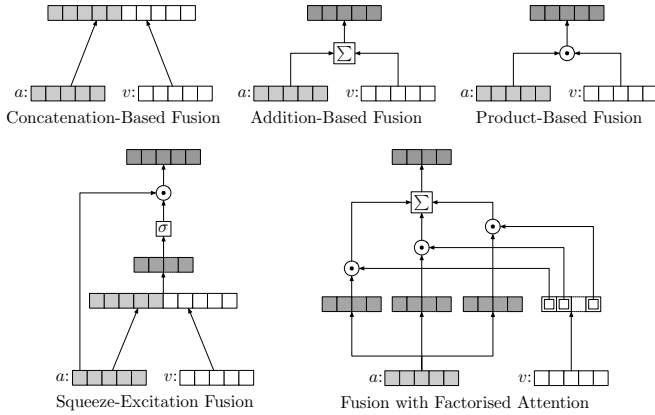 Σ
a: v: a: v: a: v:
Concatenation-Based Fusion Addition-Based Fusion Product-Based Fusion
Σ
σ
a: v: a: v:
Squeeze-Excitation Fusion Fusion with Factorised Attention